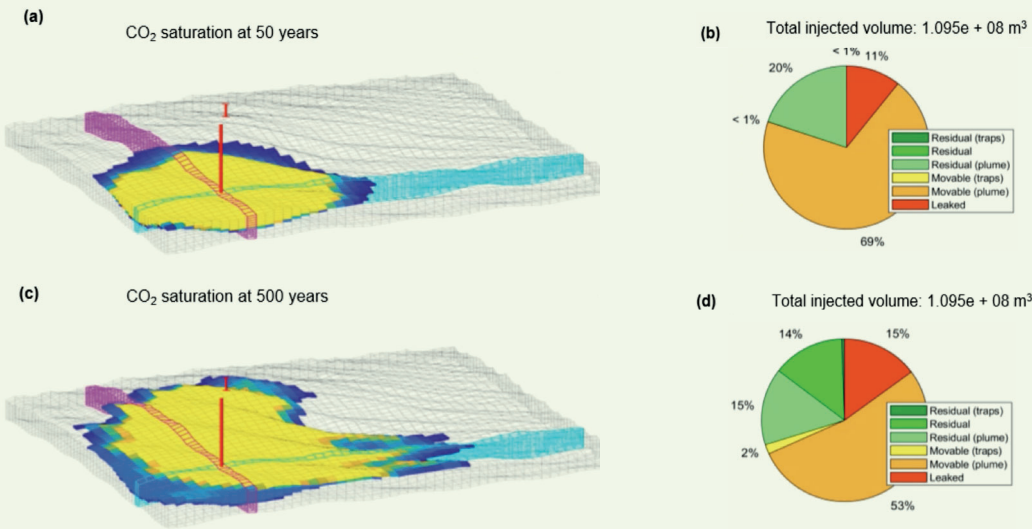 (a)
CO₂ saturation at 50 years
I
(b)
Total injected volume: 1.095e + 08 m³
< 1% 11%
20%
< 1%
69%
Residual (traps)
Residual
Residual (plume)
Movable (traps)
Movable (plume)
Leaked
(c)
CO₂ saturation at 500 years
I
(d)
Total injected volume: 1.095e + 08 m³
14%
15%
15%
2%
53%
Residual (traps)
Residual
Residual (plume)
Movable (traps)
Movable (plume)
Leaked